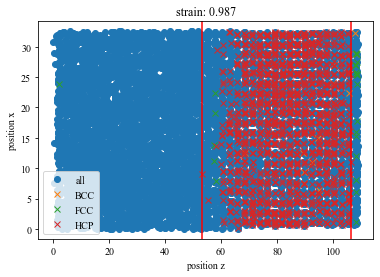 strain: 0.987
position x
30
25
20
15
10
5
0
all
BCC
FCC
HCP
0 20 40 60 80 100
position z